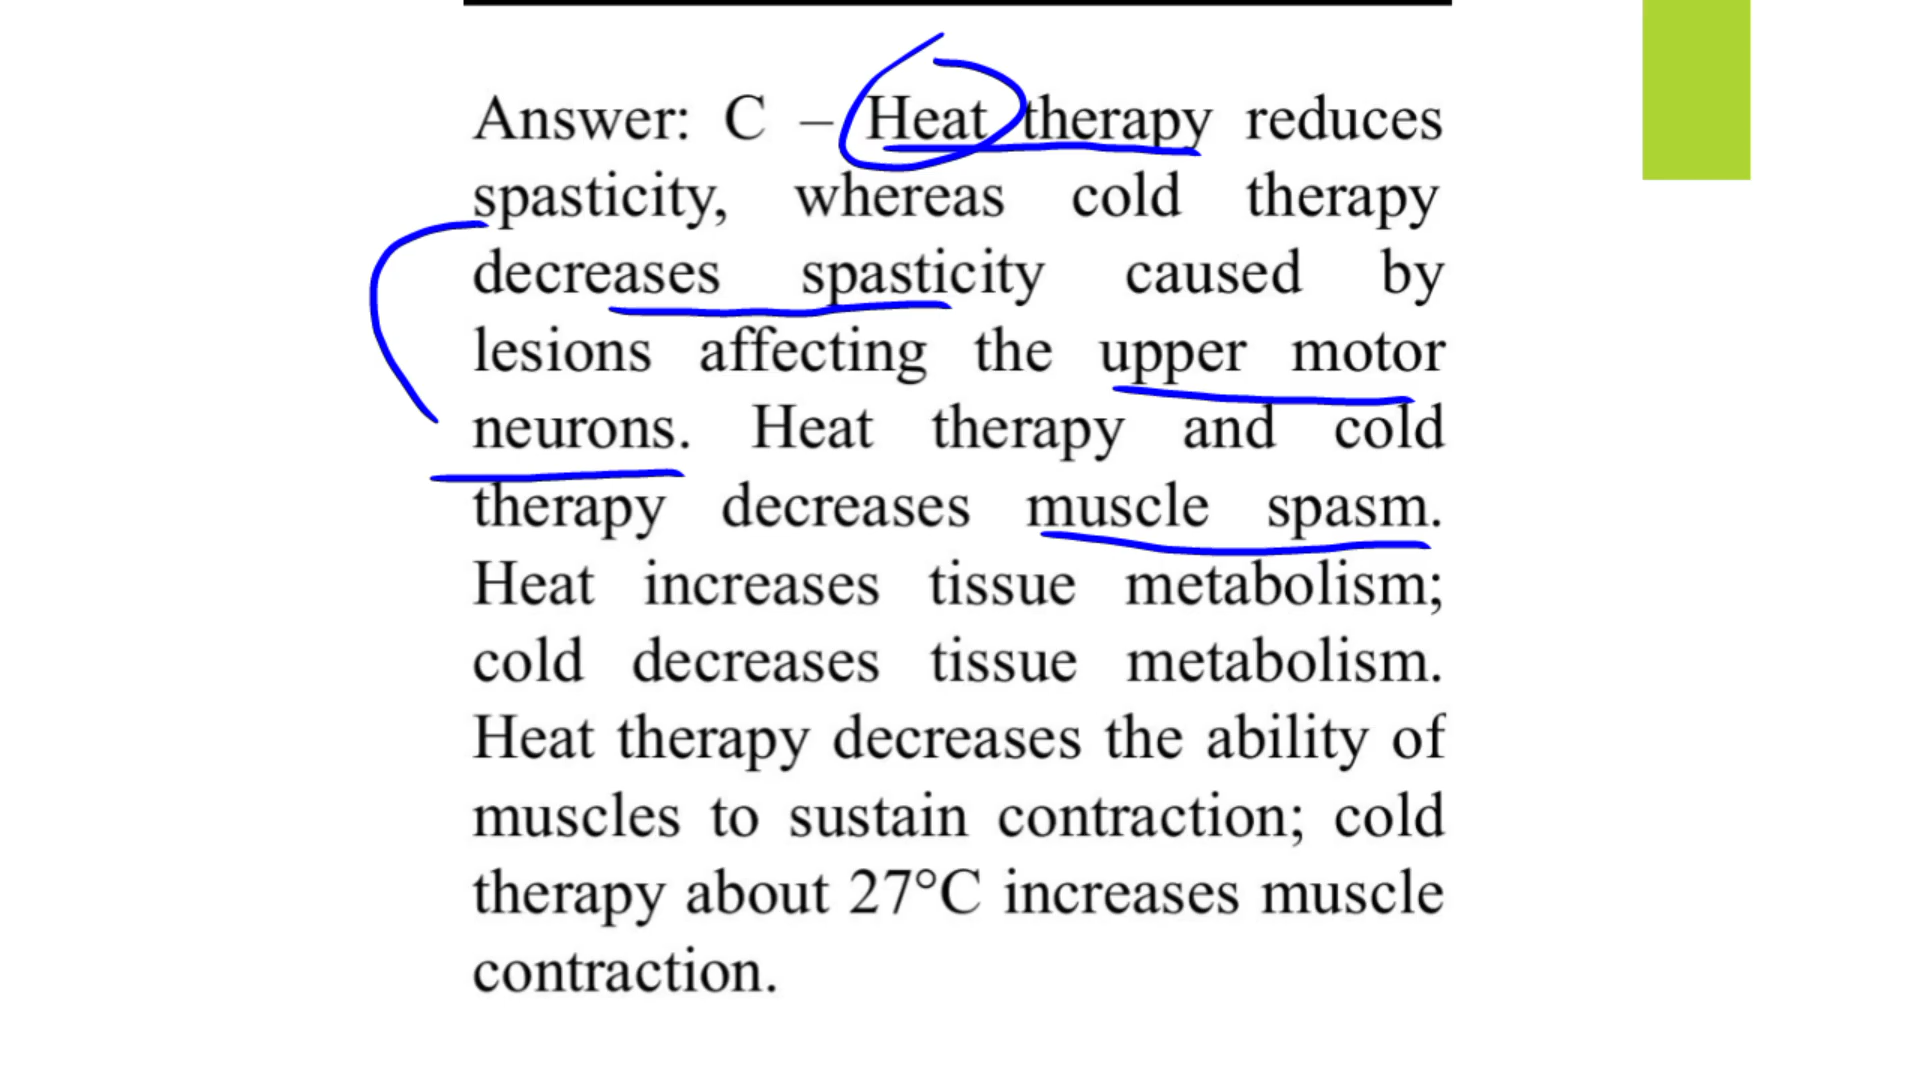 Answer: C – Heat therapy reduces
spasticity, whereas cold therapy
decreases spasticity caused by
lesions affecting the upper motor
neurons. Heat therapy and cold
therapy decreases muscle spasm.
Heat increases tissue metabolism;
cold decreases tissue metabolism.
Heat therapy decreases the ability of
muscles to sustain contraction; cold
therapy about 27°C increases muscle
contraction.